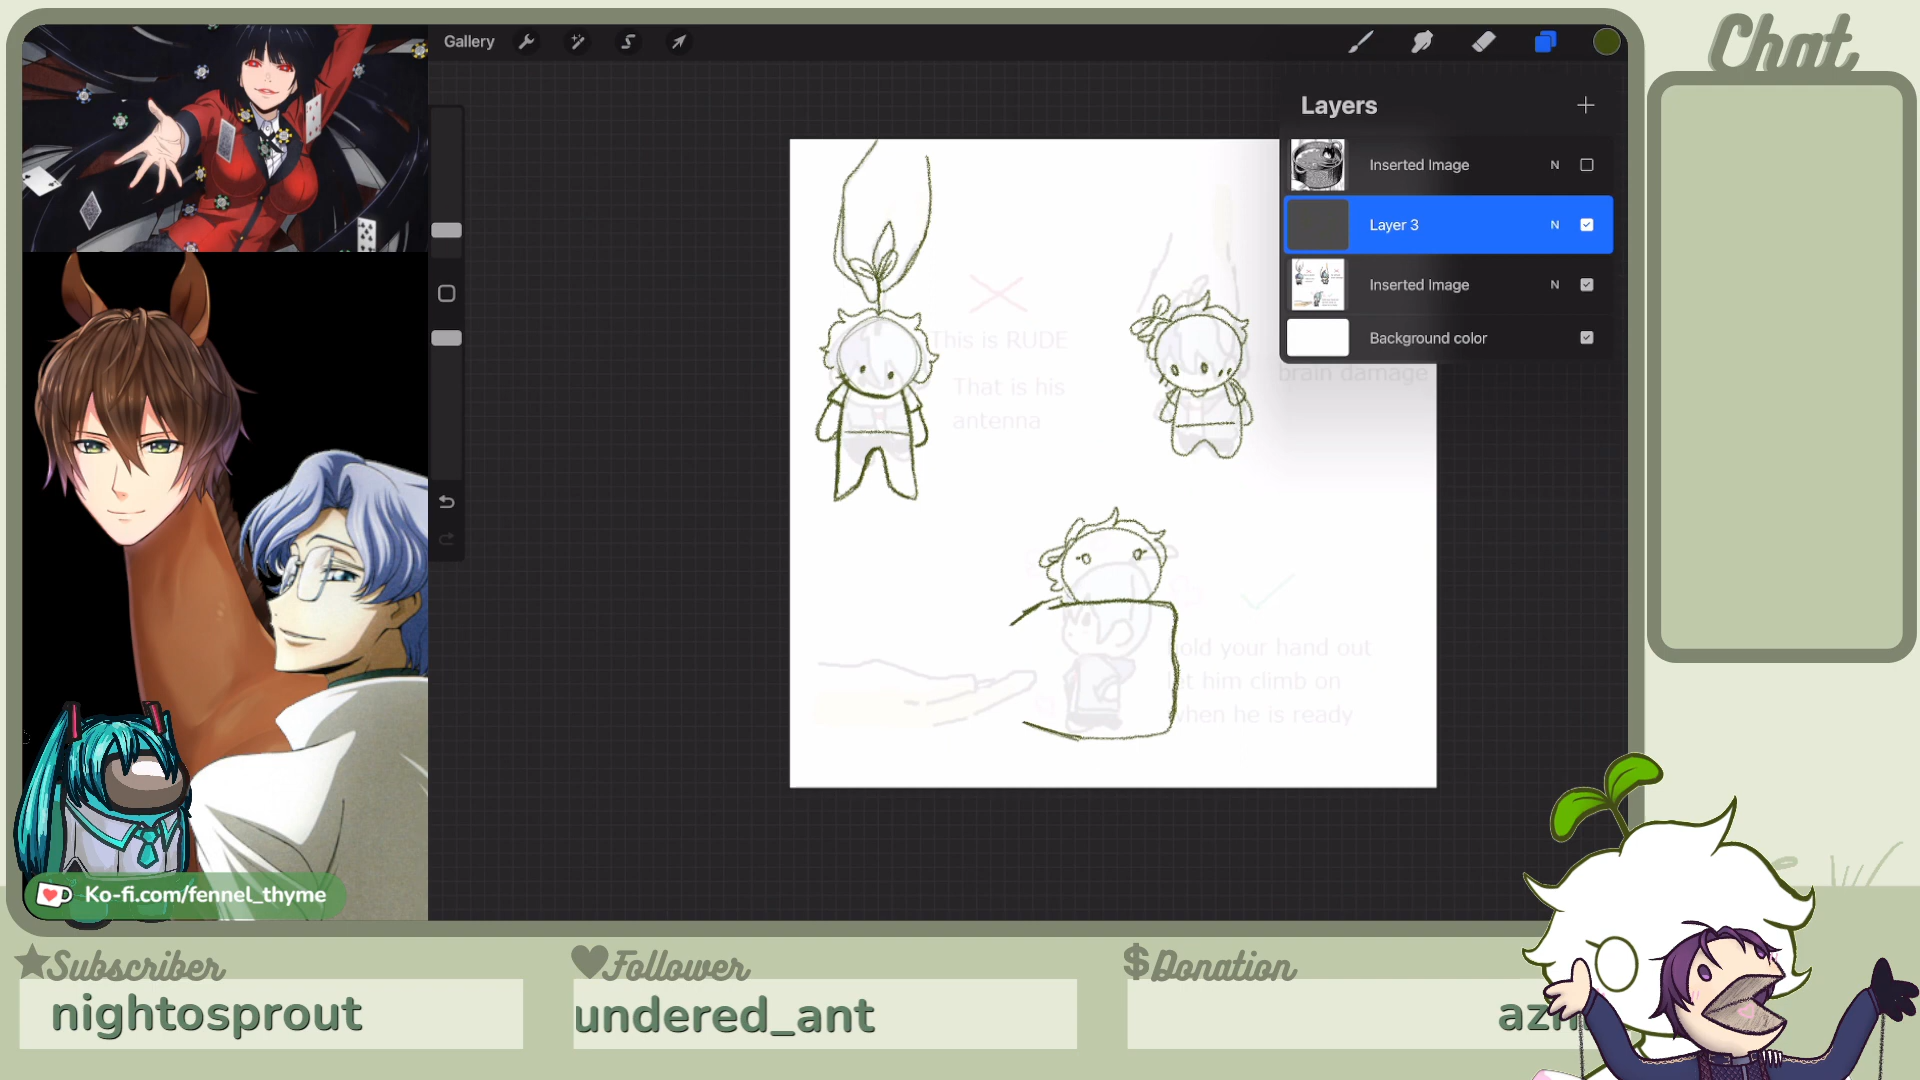 Chat
Gallery
Layers
Inserted Image N
Layer 3 N
Inserted Image N
Background color
This is RUDE
That is his
antenna
brain damage
hold your hand out
let him climb on
when he is ready
Ko-fi.com/fennel_thyme
Subscriber
nightosprout
Follower
undered_ant
$ Donation